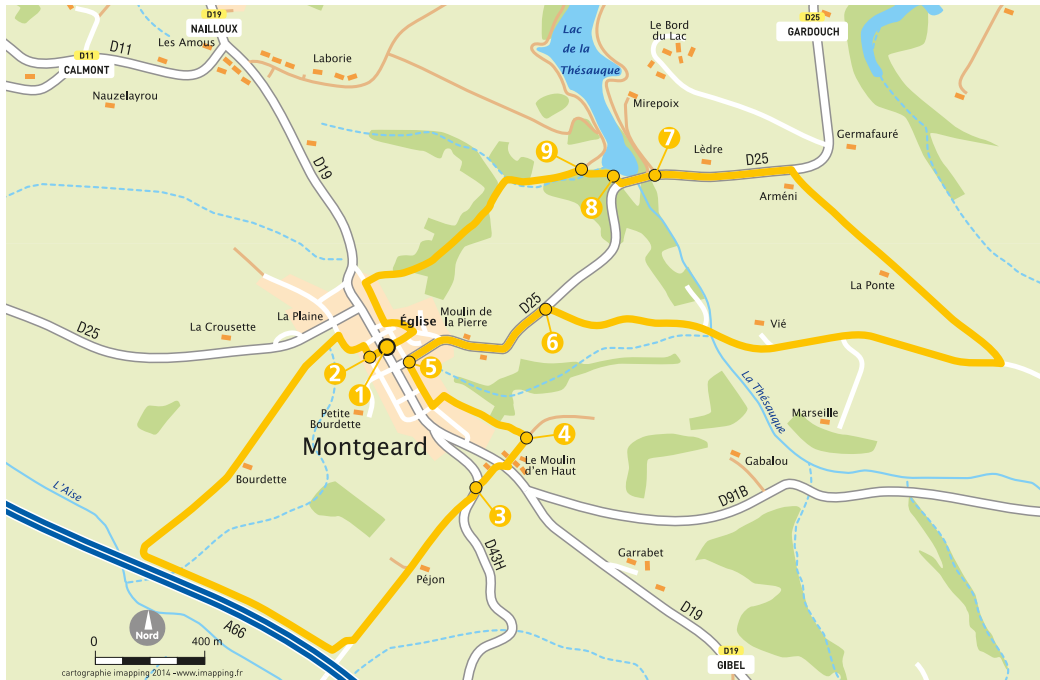 D19
NAILLOUX
D11
D19
Les Amous
D11
CALMONT
Laborie
Nauzelayrou
Lac
de la
Thésauque
Le Bord
du Lac
D25
GARDOUCH
Mirepoix
Germafauré
Lèdre
D25
Arméni
9
7
8
D19
La Ponte
La Plaine
Église
Moulin de
la Pierre
D25
6
Vié
D25
La Crousette
2
1
5
La Thésauque
Petite
Bourdette
Montgeard
4
Marseille
Le Moulin
d'en Haut
Gabalou
D91B
Bourdette
L'Aise
3
D43H
Péjon
Garrabet
D19
A66
Nord
0
400 m
cartographie imapping 2014 -www.imapping.fr
D19
GIBEL